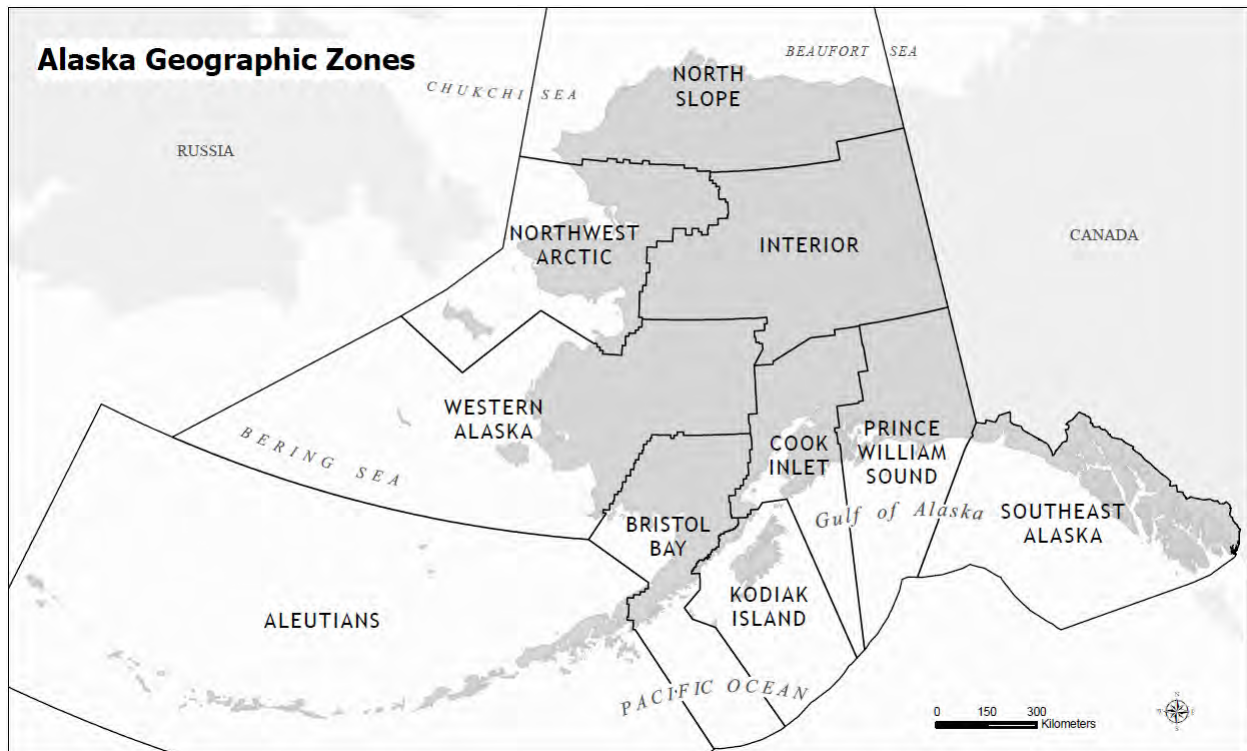 Alaska Geographic Zones
BEAUFORT SEA
NORTH
SLOPE
CHUKCHI SEA
RUSSIA
NORTHWEST
ARCTIC
INTERIOR
CANADA
WESTERN
ALASKA
BERING SEA
COOK
INLET
PRINCE
WILLIAM
SOUND
BRISTOL
BAY
Gulf of Alaska
SOUTHEAST
ALASKA
KODIAK
ISLAND
ALEUTIANS
PACIFIC OCEAN
0 150 300
Kilometers
N